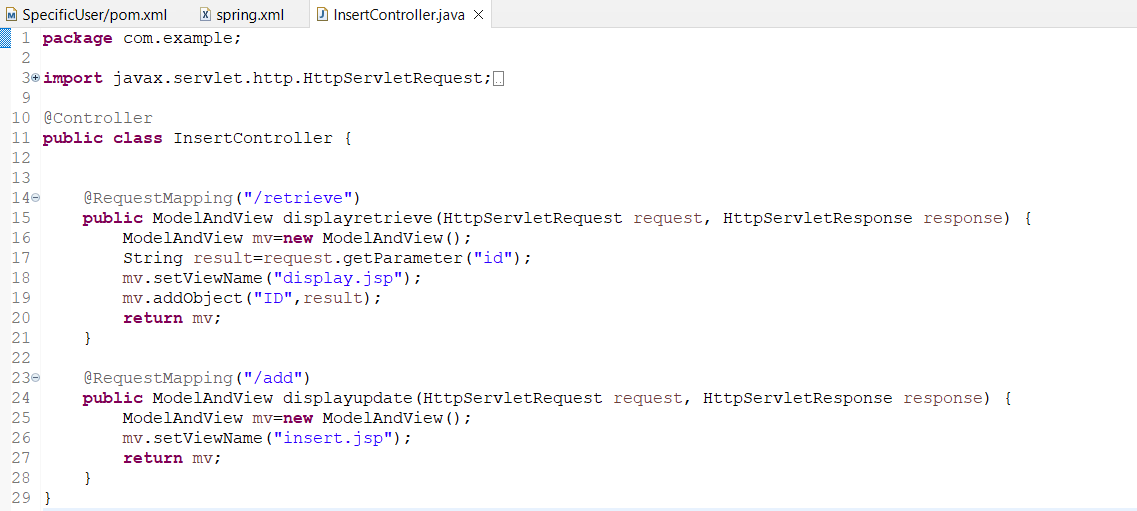 SpecificUser/pom.xml spring.xml InsertController.java
1 package com.example;
2
3 import javax.servlet.http.HttpServletRequest;
9
10 @Controller
11 public class InsertController {
12
13
14 @RequestMapping("/retrieve")
15 public ModelAndView displayretrieve(HttpServletRequest request, HttpServletResponse response) {
16 ModelAndView mv=new ModelAndView();
17 String result=request.getParameter("id");
18 mv.setViewName("display.jsp");
19 mv.addObject("ID",result);
20 return mv;
21 }
22
23 @RequestMapping("/add")
24 public ModelAndView displayupdate(HttpServletRequest request, HttpServletResponse response) {
25 ModelAndView mv=new ModelAndView();
26 mv.setViewName("insert.jsp");
27 return mv;
28 }
29 }